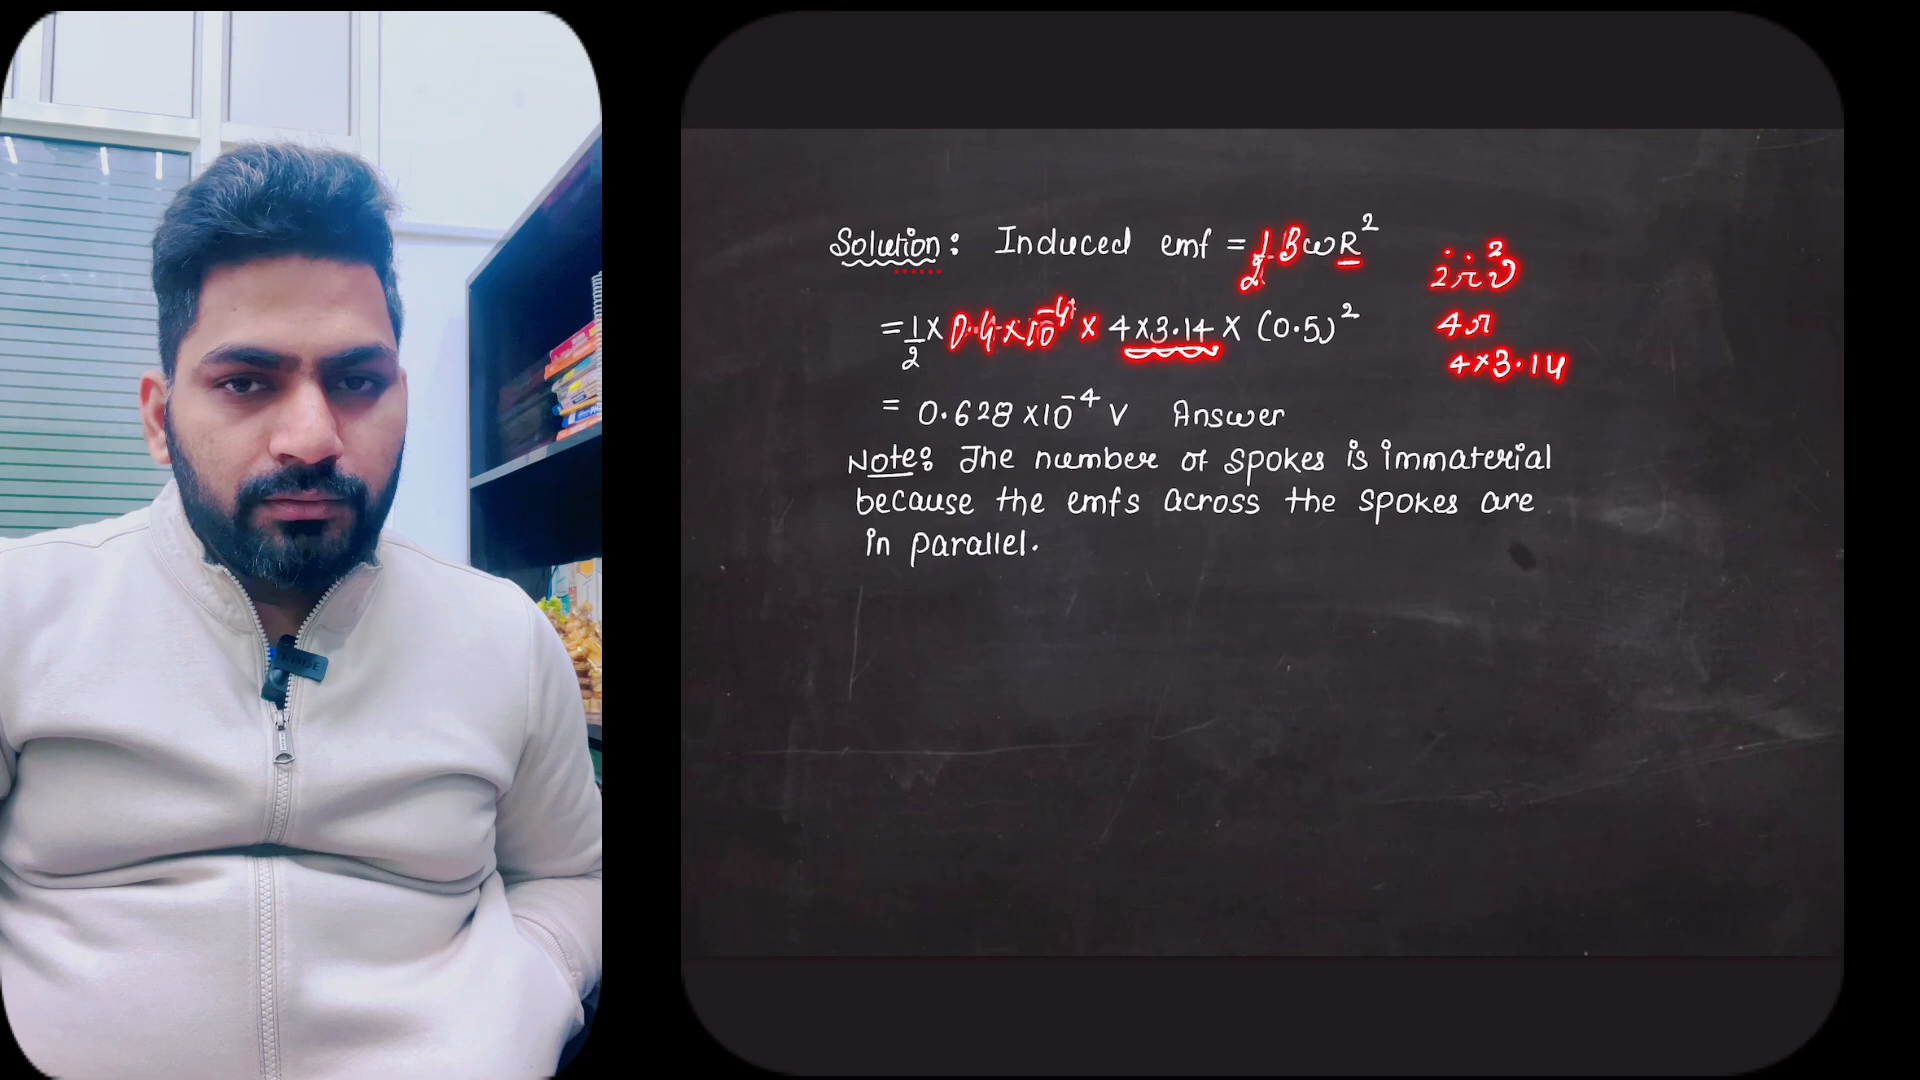 Solution: Induced emf = 1/2 BωR²
= 1/2 × 0.4×10⁻⁴ × 4×3.14 × (0.5)²
= 0.628 ×10⁻⁴ V Answer
Note: The number of spokes is immaterial
because the emfs across the spokes are
in parallel.
2πν
2
4π
4×3.14
RODE